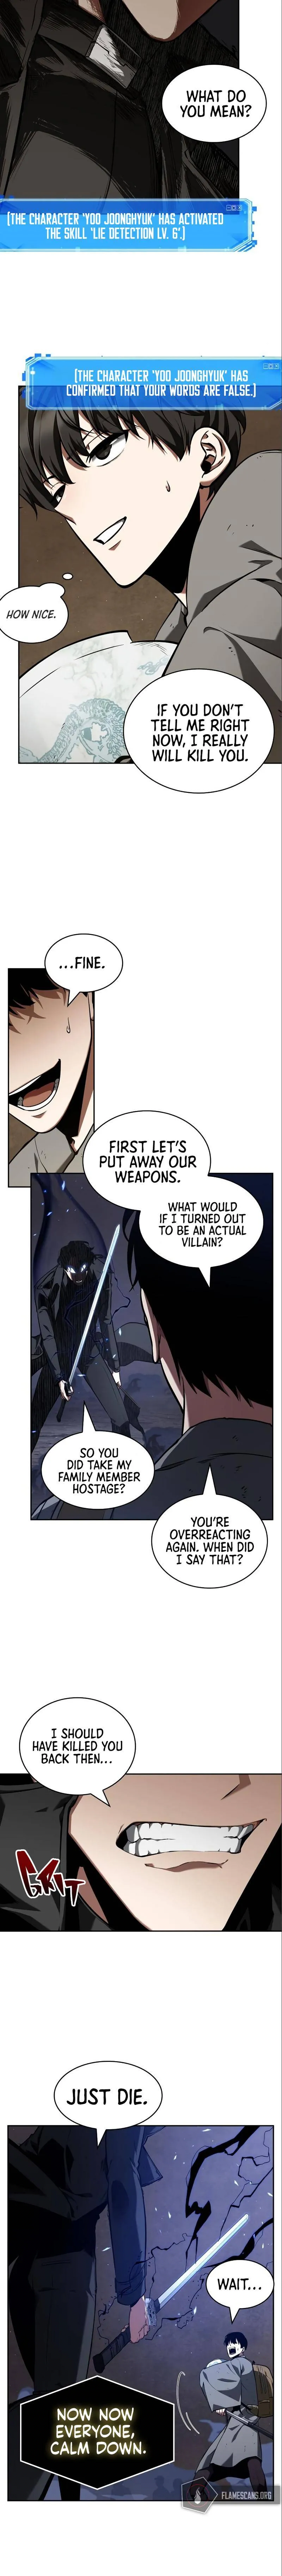 WHAT DO
YOU MEAN?
[THE CHARACTER 'YOO JOONGHYUK' HAS ACTIVATED
THE SKILL 'LIE DETECTION LV. 6'.]
[THE CHARACTER 'YOO JOONGHYUK' HAS
CONFIRMED THAT YOUR WORDS ARE FALSE.]
HOW NICE.
IF YOU DON'T
TELL ME RIGHT
NOW, I REALLY
WILL KILL YOU.
...FINE.
FIRST LET'S
PUT AWAY OUR
WEAPONS.
WHAT WOULD
IF I TURNED OUT
TO BE AN ACTUAL
VILLAIN?
SO YOU
DID TAKE MY
FAMILY MEMBER
HOSTAGE?
YOU'RE
OVERREACTING
AGAIN. WHEN DID
I SAY THAT?
I SHOULD
HAVE KILLED YOU
BACK THEN...
GRIT
JUST DIE.
WAIT...
NOW NOW
EVERYONE,
CALM DOWN.
FLAMESCANS.ORG